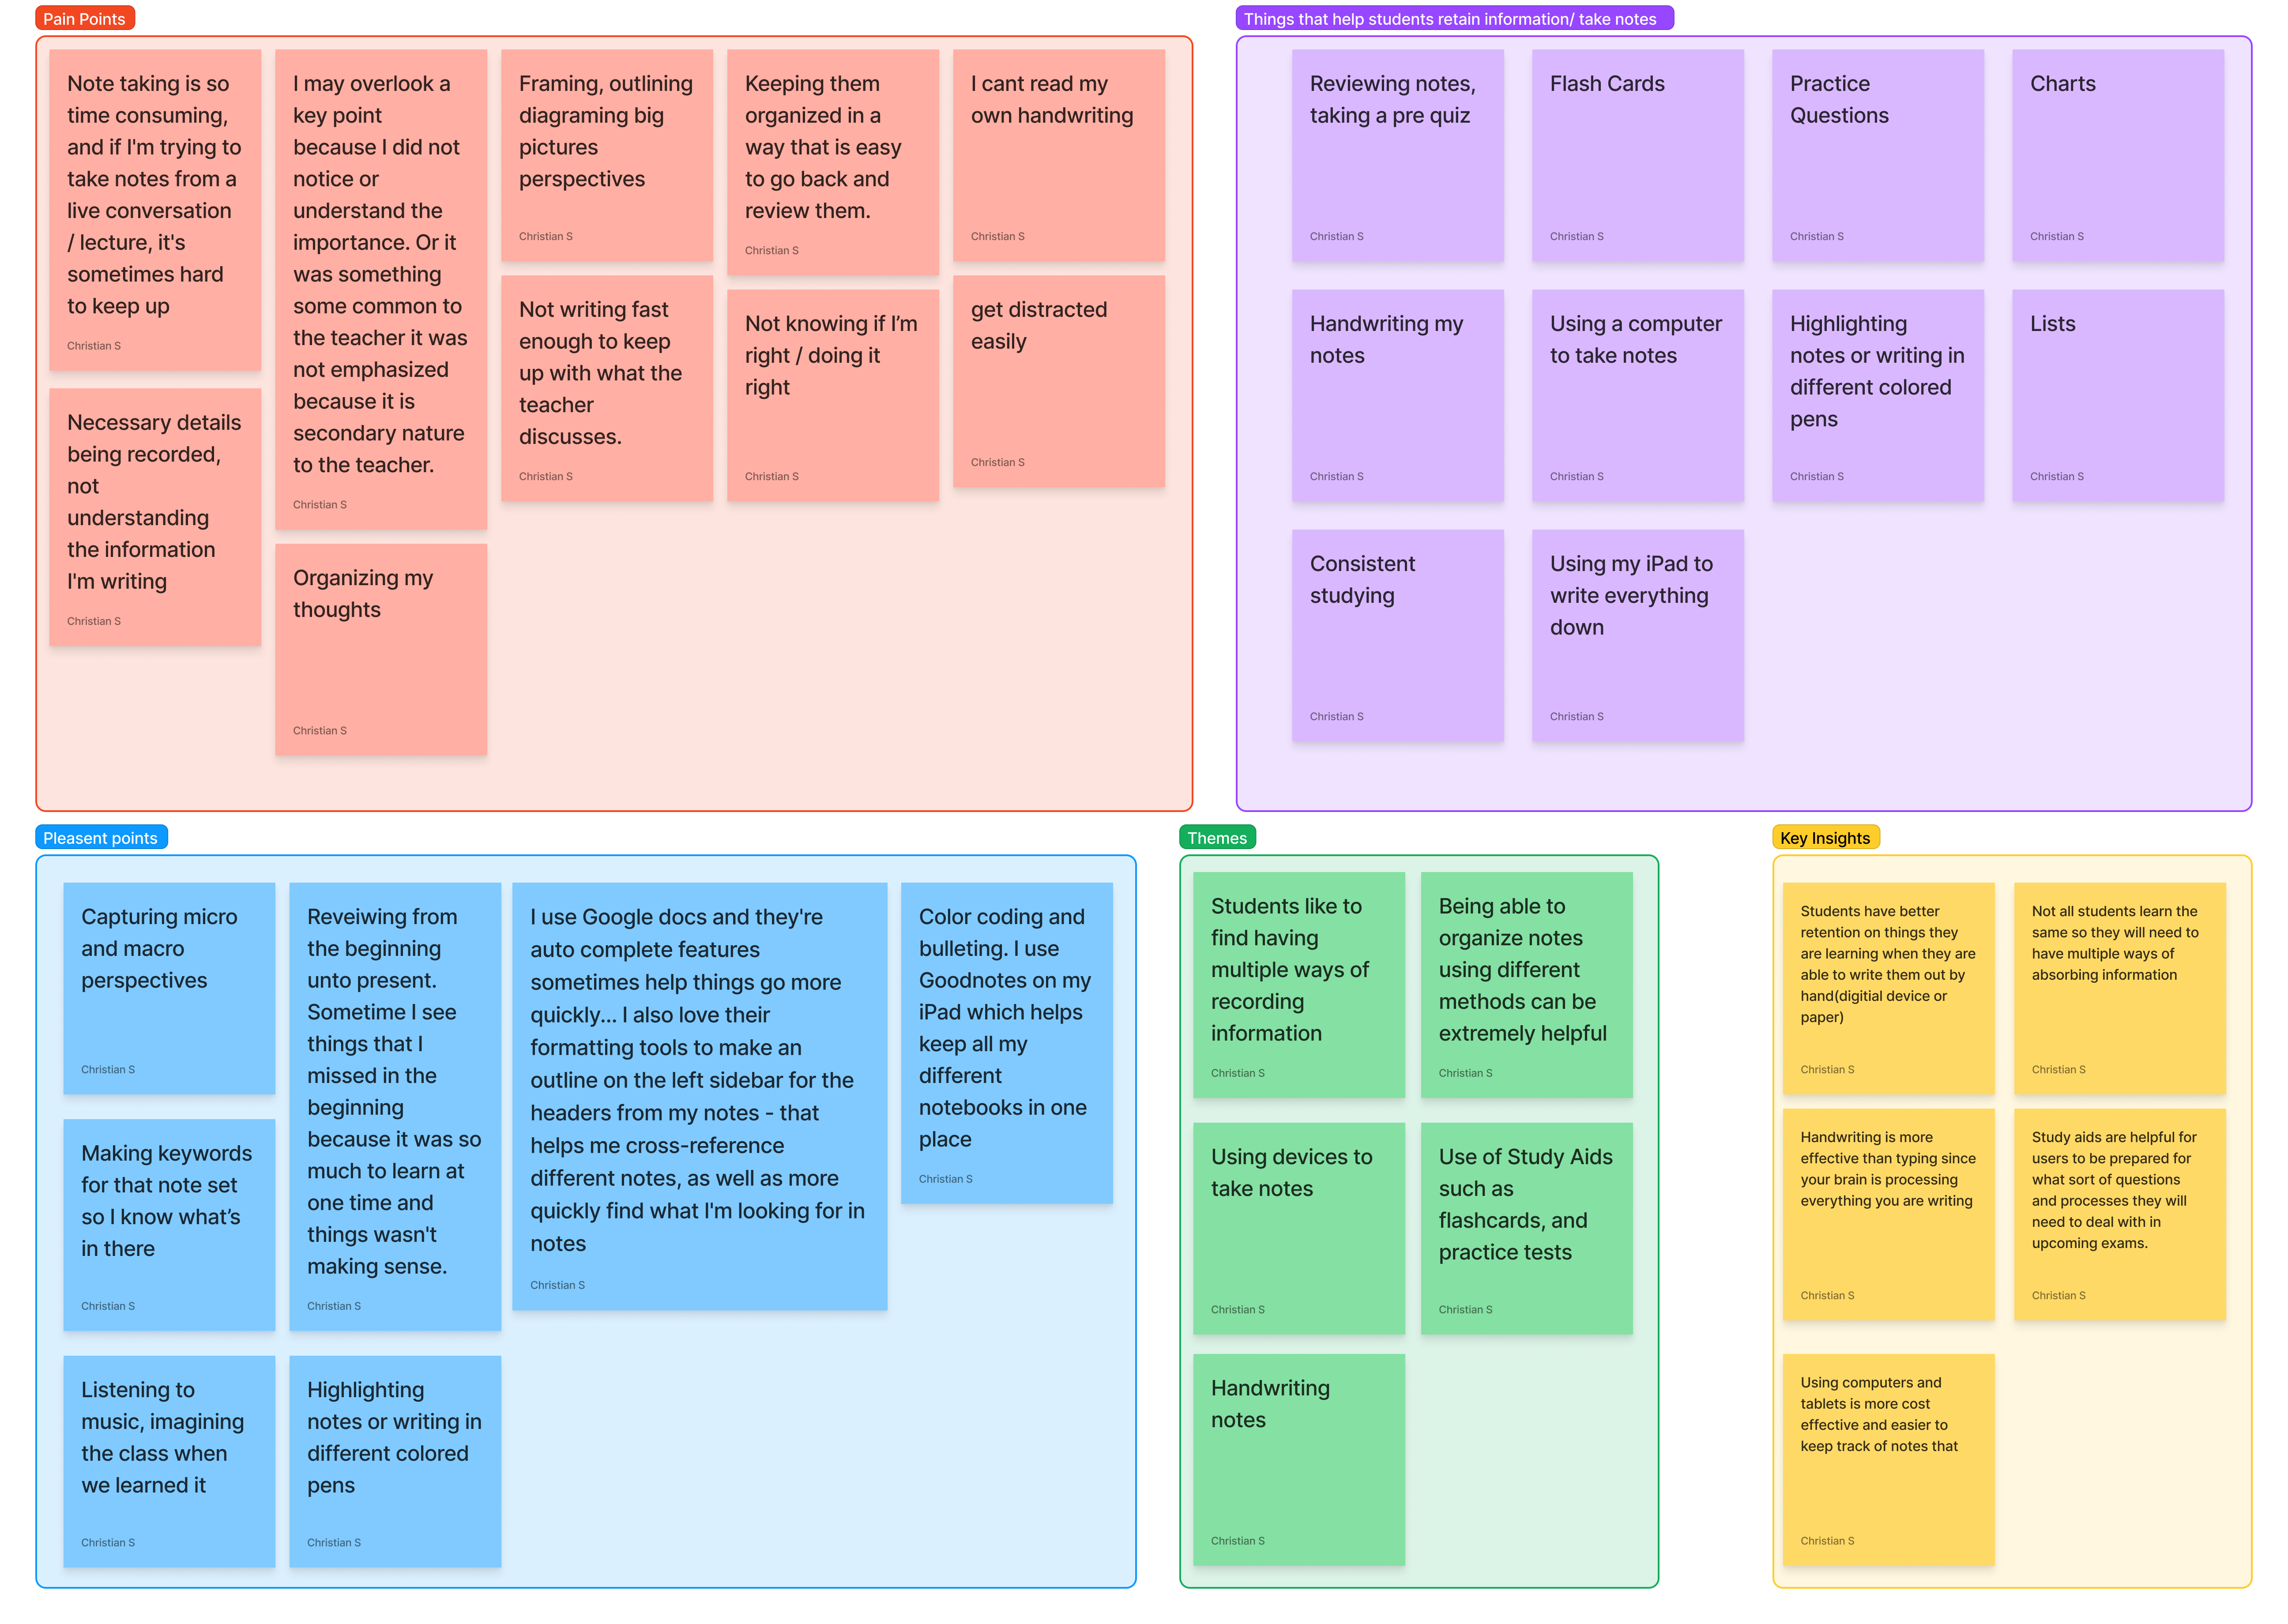 Pain Points
Note taking is so
time consuming,
and if I'm trying to
take notes from a
live conversation
/ lecture, it's
sometimes hard
to keep up
Christian S
Necessary details
being recorded,
not
understanding
the information
I'm writing
Christian S
I may overlook a
key point
because I did not
notice or
understand the
importance. Or it
was something
some common to
the teacher it was
not emphasized
because it is
secondary nature
to the teacher.
Christian S
Organizing my
thoughts
Christian S
Framing, outlining
diagraming big
pictures
perspectives
Christian S
Not writing fast
enough to keep
up with what the
teacher
discusses.
Christian S
Keeping them
organized in a
way that is easy
to go back and
review them.
Christian S
Not knowing if I’m
right / doing it
right
Christian S
I cant read my
own handwriting
Christian S
get distracted
easily
Christian S
Things that help students retain information/ take notes
Reviewing notes,
taking a pre quiz
Christian S
Flash Cards
Christian S
Practice
Questions
Christian S
Charts
Christian S
Handwriting my
notes
Christian S
Using a computer
to take notes
Christian S
Highlighting
notes or writing in
different colored
pens
Christian S
Lists
Christian S
Consistent
studying
Christian S
Using my iPad to
write everything
down
Christian S
Pleasent points
Capturing micro
and macro
perspectives
Christian S
Making keywords
for that note set
so I know what’s
in there
Christian S
Listening to
music, imagining
the class when
we learned it
Christian S
Reveiwing from
the beginning
unto present.
Sometime I see
things that I
missed in the
beginning
because it was so
much to learn at
one time and
things wasn't
making sense.
Christian S
Highlighting
notes or writing in
different colored
pens
Christian S
I use Google docs and they're
auto complete features
sometimes help things go more
quickly... I also love their
formatting tools to make an
outline on the left sidebar for the
headers from my notes - that
helps me cross-reference
different notes, as well as more
quickly find what I'm looking for in
notes
Christian S
Color coding and
bulleting. I use
Goodnotes on my
iPad which helps
keep all my
different
notebooks in one
place
Christian S
Themes
Students like to
find having
multiple ways of
recording
information
Christian S
Being able to
organize notes
using different
methods can be
extremely helpful
Christian S
Using devices to
take notes
Christian S
Use of Study Aids
such as
flashcards, and
practice tests
Christian S
Handwriting
notes
Christian S
Key Insights
Students have better
retention on things they
are learning when they are
able to write them out by
hand(digitial device or
paper)
Christian S
Not all students learn the
same so they will need to
have multiple ways of
absorbing information
Christian S
Handwriting is more
effective than typing since
your brain is processing
everything you are writing
Christian S
Study aids are helpful for
users to be prepared for
what sort of questions
and processes they will
need to deal with in
upcoming exams.
Christian S
Using computers and
tablets is more cost
effective and easier to
keep track of notes that
Christian S